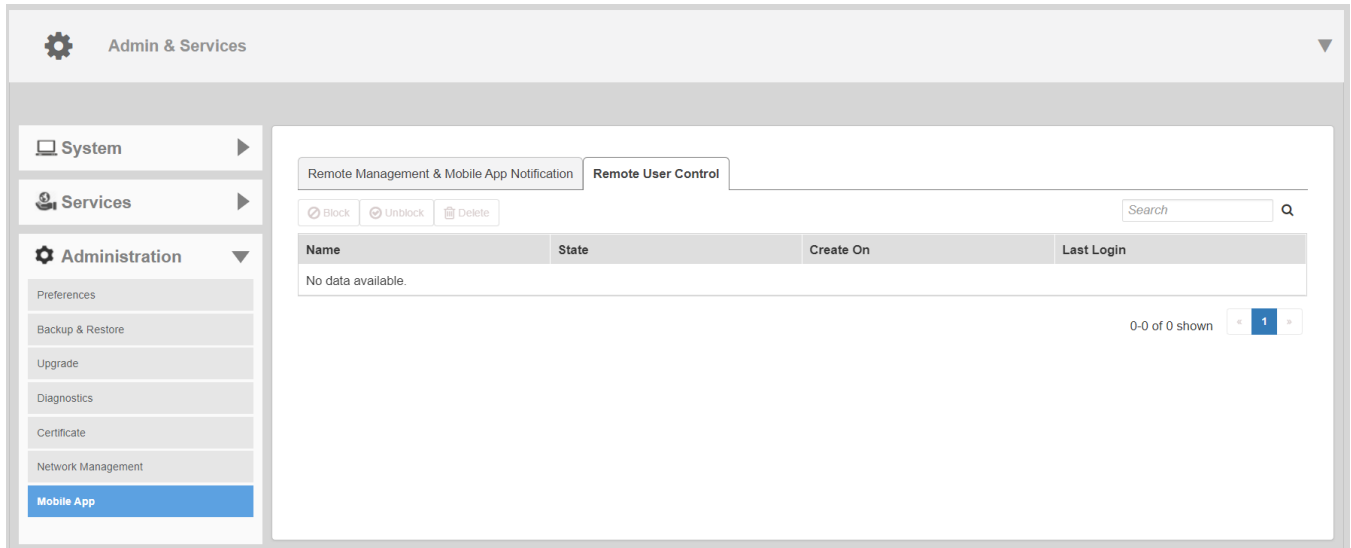 Admin & Services
System
Services
Administration
Preferences
Backup & Restore
Upgrade
Diagnostics
Certificate
Network Management
Mobile App
Remote Management & Mobile App Notification Remote User Control
Block Unblock Delete Search
Name State Create On Last Login
No data available.
0-0 of 0 shown « 1 »